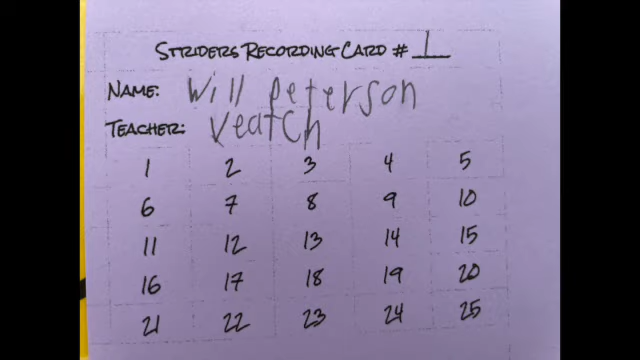 STRIDERS RECORDING CARD # 1
NAME: Will peterson
TEACHER: Veatch
1 2 3 4 5
6 7 8 9 10
11 12 13 14 15
16 17 18 19 20
21 22 23 24 25